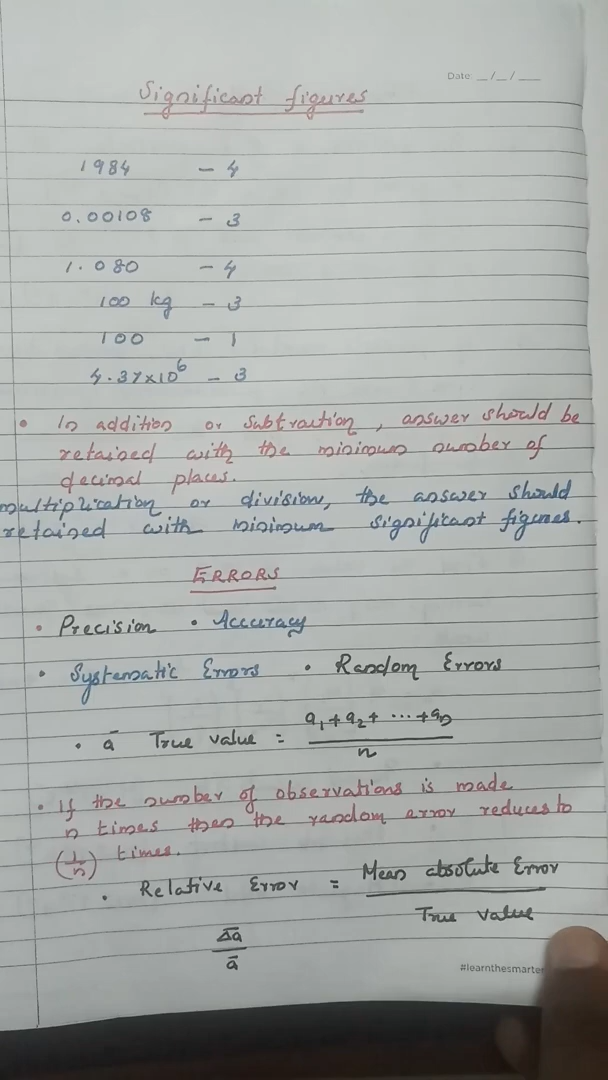 Date: __/__/____
Significant figures
1984 - 4
0.00108 - 3
1.080 - 4
100 kg - 3
100 - 1
4.37×10⁶ - 3
• In addition or subtraction, answer should be
retained with the minimum number of
decimal places.
multiplication or division, the answer should
retained with minimum significant figures.
ERRORS
• Precision • Accuracy
• Systematic Errors • Random Errors
• ā True value = (a₁+a₂+ ⋯ +aₙ)/n
• If the number of observations is made
n times then the random arror reduces to
(1/n) times.
• Relative Error = Mean absolute Error / True value
Δ̅a̅/ā
#learnthesmarte